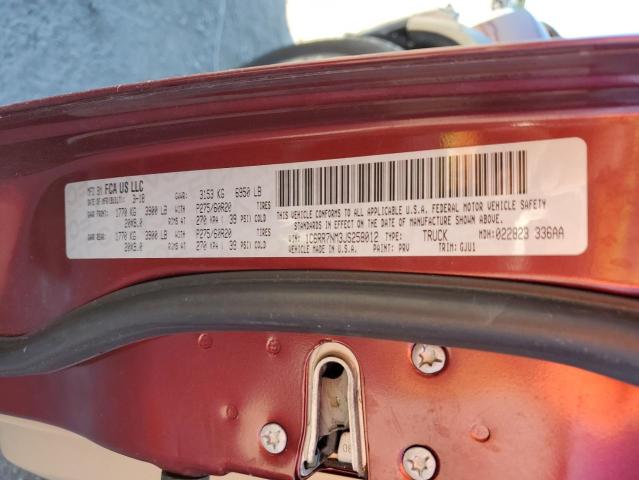 MFD BY FCA US LLC
DATE OF MFR(BUILT): 3-18 GWR: 3153 KG 6950 LB
GAWR FRONT: 1770 KG 3900 LB WITH P275/60R20 TIRES
20X8.0 RIMS AT 270 KPA 39 PSI COLD
GAWR REAR: 1770 KG 3900 LB WITH P275/60R20 TIRES
20X8.0 RIMS AT 270 KPA 39 PSI COLD
THIS VEHICLE CONFORMS TO ALL APPLICABLE U.S.A. FEDERAL MOTOR VEHICLE SAFETY
STANDARDS IN EFFECT ON THE DATE OF MANUFACTURE SHOWN ABOVE.
VIN: 1C6RR7NM3JS258012 TYPE: TRUCK MDH: 022823 336AA
VEHICLE MADE IN U.S.A. PAINT: PRV TRIM: GJU1